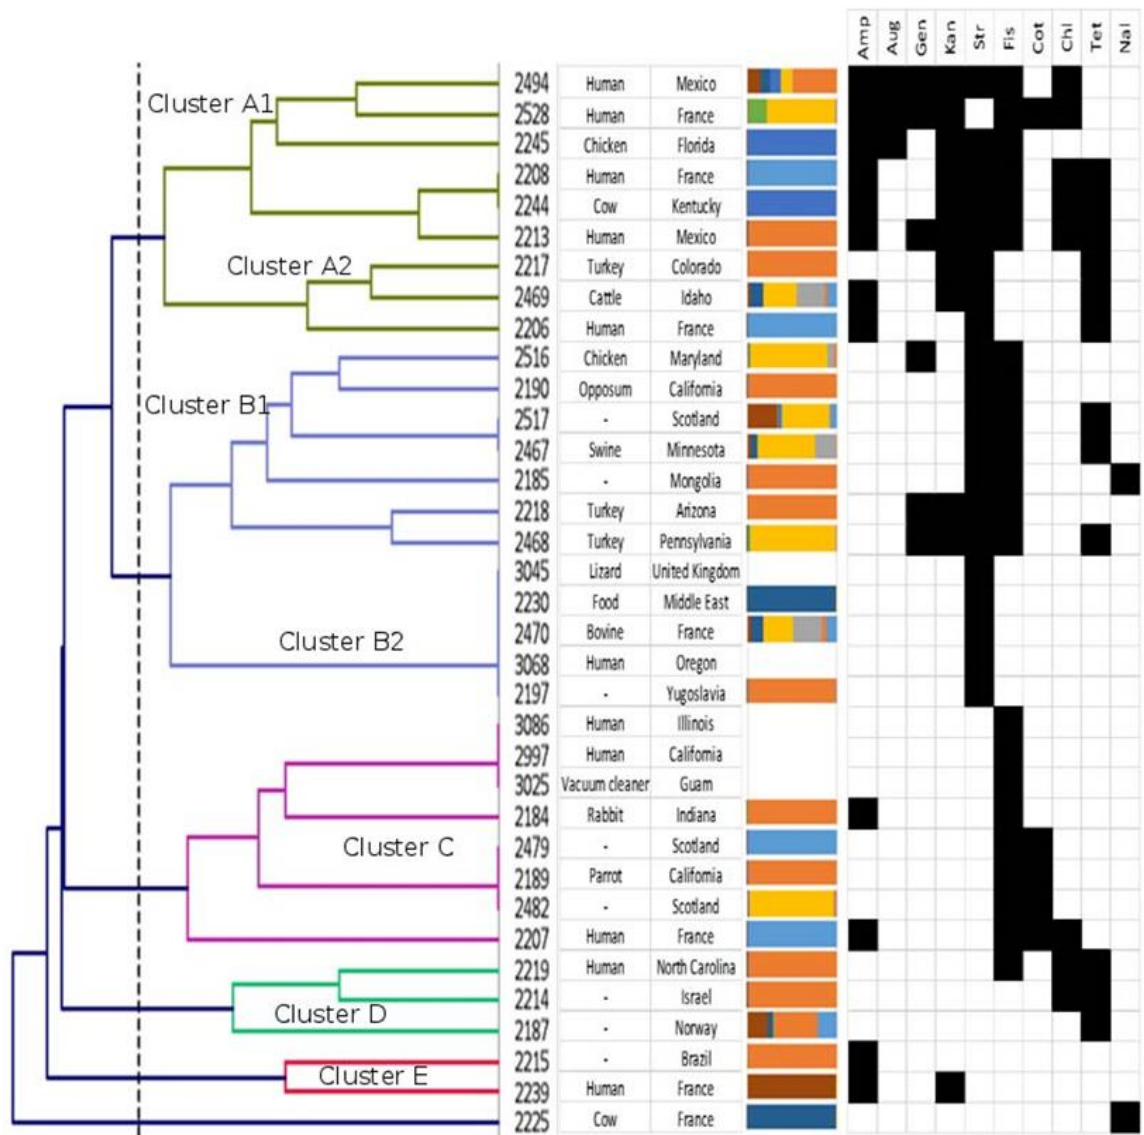 Amp Aug Gen Kan Str Fis Cot Chl Tet Nal
Cluster A1
2494 Human Mexico
2528 Human France
2245 Chicken Florida
2208 Human France
2244 Cow Kentucky
2213 Human Mexico
Cluster A2
2217 Turkey Colorado
2469 Cattle Idaho
2206 Human France
2516 Chicken Maryland
2190 Opposum California
Cluster B1
2517 - Scotland
2467 Swine Minnesota
2185 - Mongolia
2218 Turkey Arizona
2468 Turkey Pennsylvania
3045 Lizard United Kingdom
2230 Food Middle East
2470 Bovine France
Cluster B2
3068 Human Oregon
2197 - Yugoslavia
3086 Human Illinois
2997 Human California
3025 Vacuum cleaner Guam
2184 Rabbit Indiana
Cluster C
2479 - Scotland
2189 Parrot California
2482 - Scotland
2207 Human France
2219 Human North Carolina
2214 - Israel
Cluster D
2187 - Norway
2215 - Brazil
Cluster E
2239 Human France
2225 Cow France